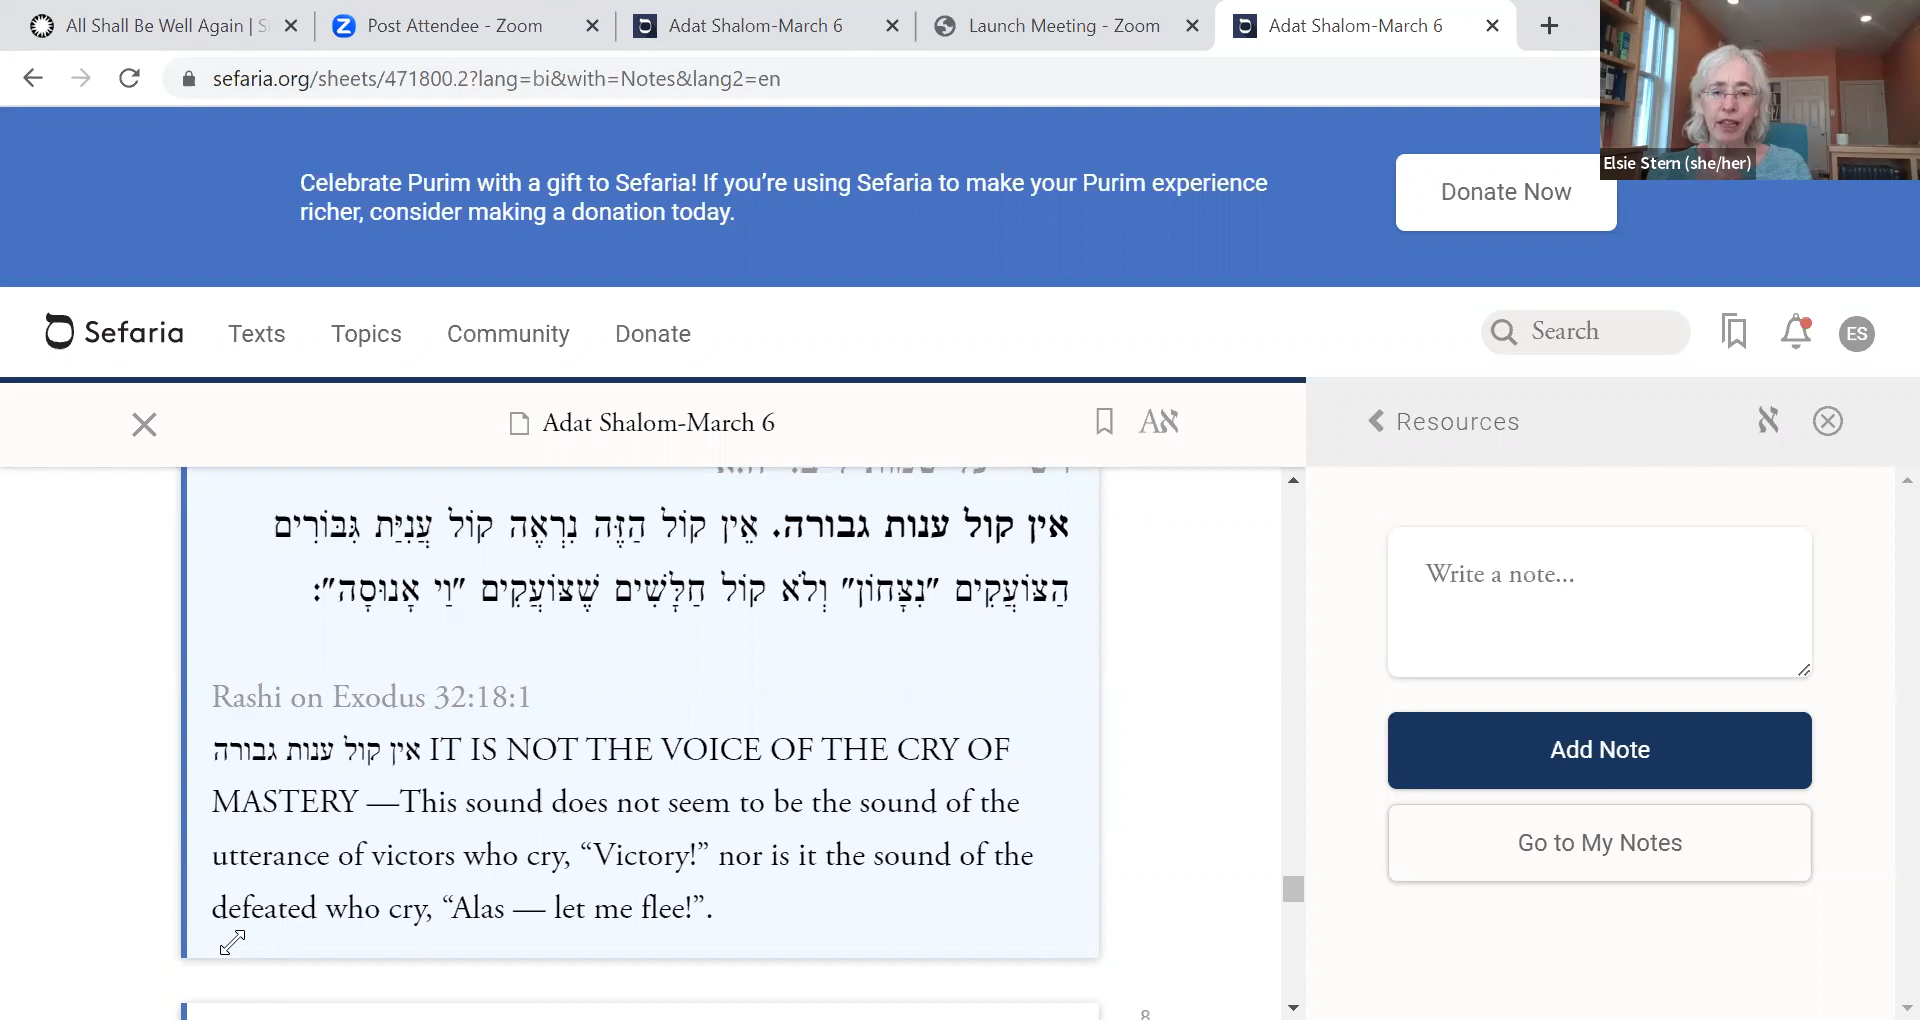 All Shall Be Well Again |
Post Attendee - Zoom
Adat Shalom-March 6
Launch Meeting - Zoom
Adat Shalom-March 6
sefaria.org/sheets/471800.2?lang=bi&with=Notes&lang2=en
Elsie Stern (she/her)
Celebrate Purim with a gift to Sefaria! If you’re using Sefaria to make your Purim experience
richer, consider making a donation today.
Donate Now
Sefaria
Texts
Topics
Community
Donate
Search
ES
Adat Shalom-March 6
Aא
Resources
א
אין קול ענות גבורה. אֵין קוֹל הַזֶּה נִרְאֶה קוֹל עֲנִיַּת גִּבּוֹרִים
הַצּוֹעֲקִים "נִצָּחוֹן" וְלֹא קוֹל חַלָּשִׁים שֶׁצּוֹעֲקִים "וַי אָנוּסָה":
Rashi on Exodus 32:18:1
אין קול ענות גבורה IT IS NOT THE VOICE OF THE CRY OF
MASTERY —This sound does not seem to be the sound of the
utterance of victors who cry, “Victory!” nor is it the sound of the
defeated who cry, “Alas — let me flee!”.
8
Write a note...
Add Note
Go to My Notes